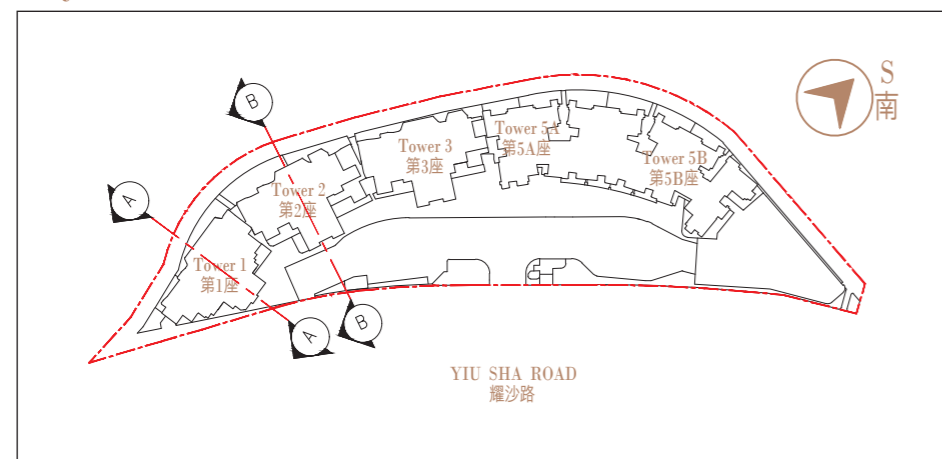 S
南
B
Tower 3
第3座
Tower 5A
第5A座
Tower 5B
第5B座
Tower 2
第2座
A
Tower 1
第1座
A
B
YIU SHA ROAD
耀沙路